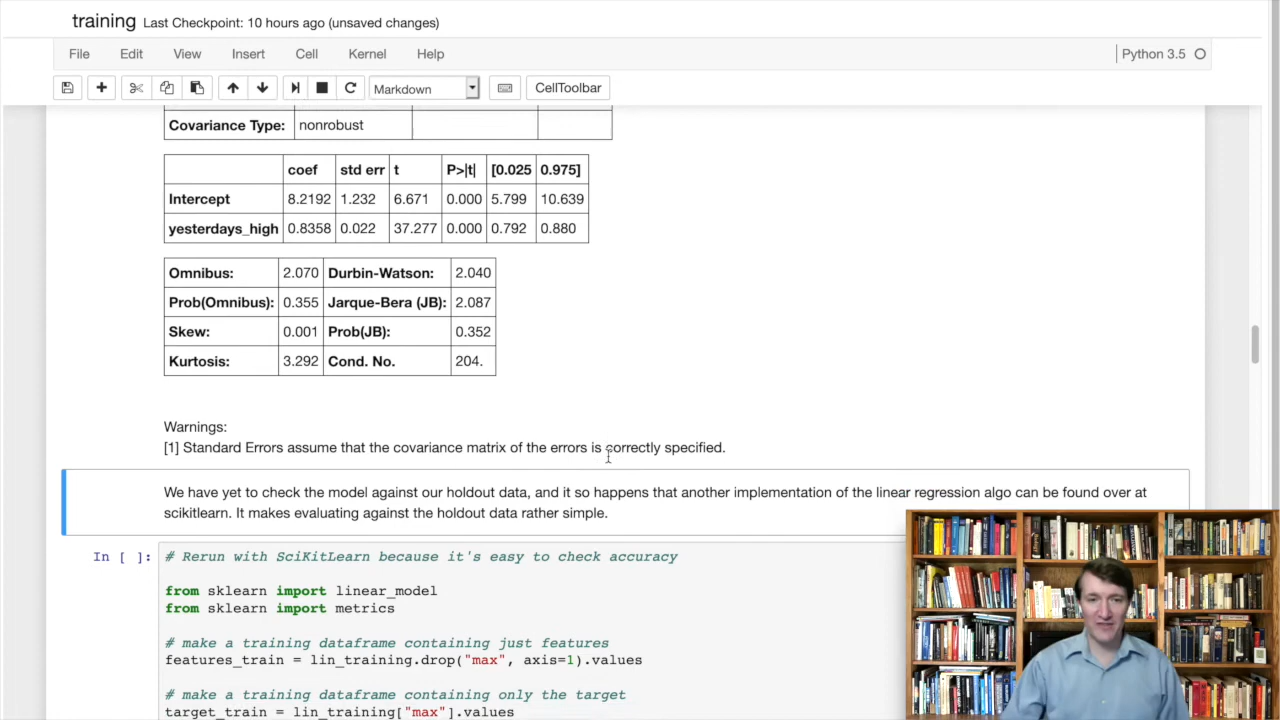 training Last Checkpoint: 10 hours ago (unsaved changes)
File Edit View Insert Cell Kernel Help Python 3.5
Markdown CellToolbar
Covariance Type: nonrobust
coef std err t P>|t| [0.025 0.975]
Intercept 8.2192 1.232 6.671 0.000 5.799 10.639
yesterdays_high 0.8358 0.022 37.277 0.000 0.792 0.880
Omnibus: 2.070 Durbin-Watson: 2.040
Prob(Omnibus): 0.355 Jarque-Bera (JB): 2.087
Skew: 0.001 Prob(JB): 0.352
Kurtosis: 3.292 Cond. No. 204.
Warnings:
[1] Standard Errors assume that the covariance matrix of the errors is correctly specified.
We have yet to check the model against our holdout data, and it so happens that another implementation of the linear regression algo can be found over at
scikitlearn. It makes evaluating against the holdout data rather simple.
In [ ]: # Rerun with SciKitLearn because it's easy to check accuracy
from sklearn import linear_model
from sklearn import metrics
# make a training dataframe containing just features
features_train = lin_training.drop("max", axis=1).values
# make a training dataframe containing only the target
target_train = lin_training["max"].values